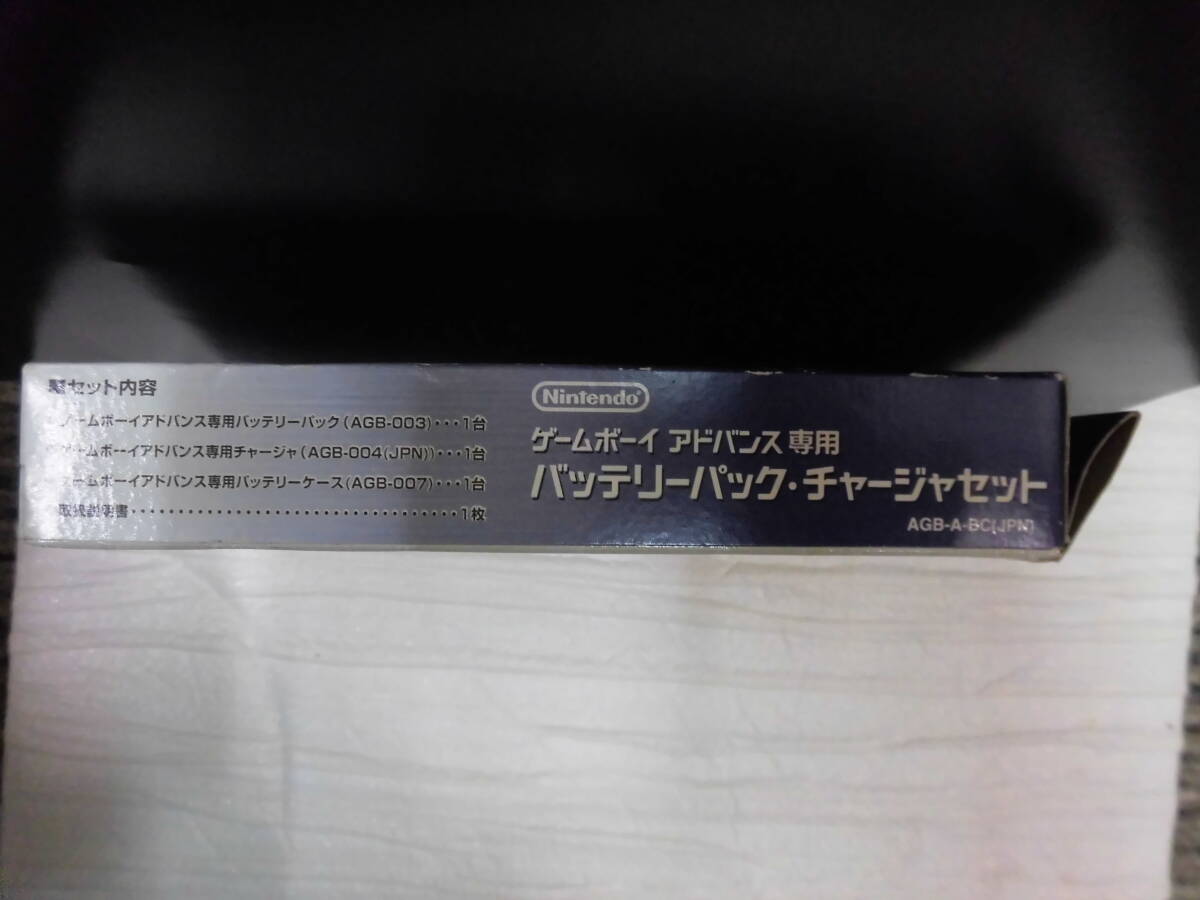 ■セット内容
ゲームボーイアドバンス専用バッテリーパック(AGB-003)・・・1台
ゲームボーイアドバンス専用チャージャ(AGB-004(JPN))・・・1台
ゲームボーイアドバンス専用バッテリーケース(AGB-007)・・・1台
取扱説明書・・・・・・・・・・・・・・・・・・・・・・・・・・・・・・・・・・・1枚
Nintendo
ゲームボーイ アドバンス 専用
バッテリーパック・チャージャセット
AGB-A-BC(JPN)